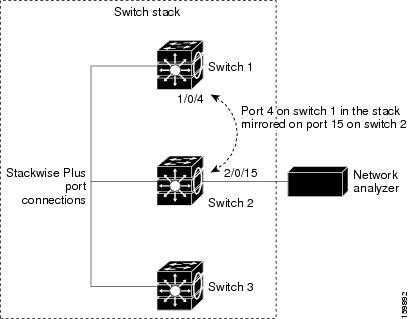 Switch stack
Switch 1
1/0/4
Port 4 on switch 1 in the stack
mirrored on port 15 on switch 2
Stackwise Plus
port
connections
2/0/15
Switch 2
Network
analyzer
Switch 3
159892